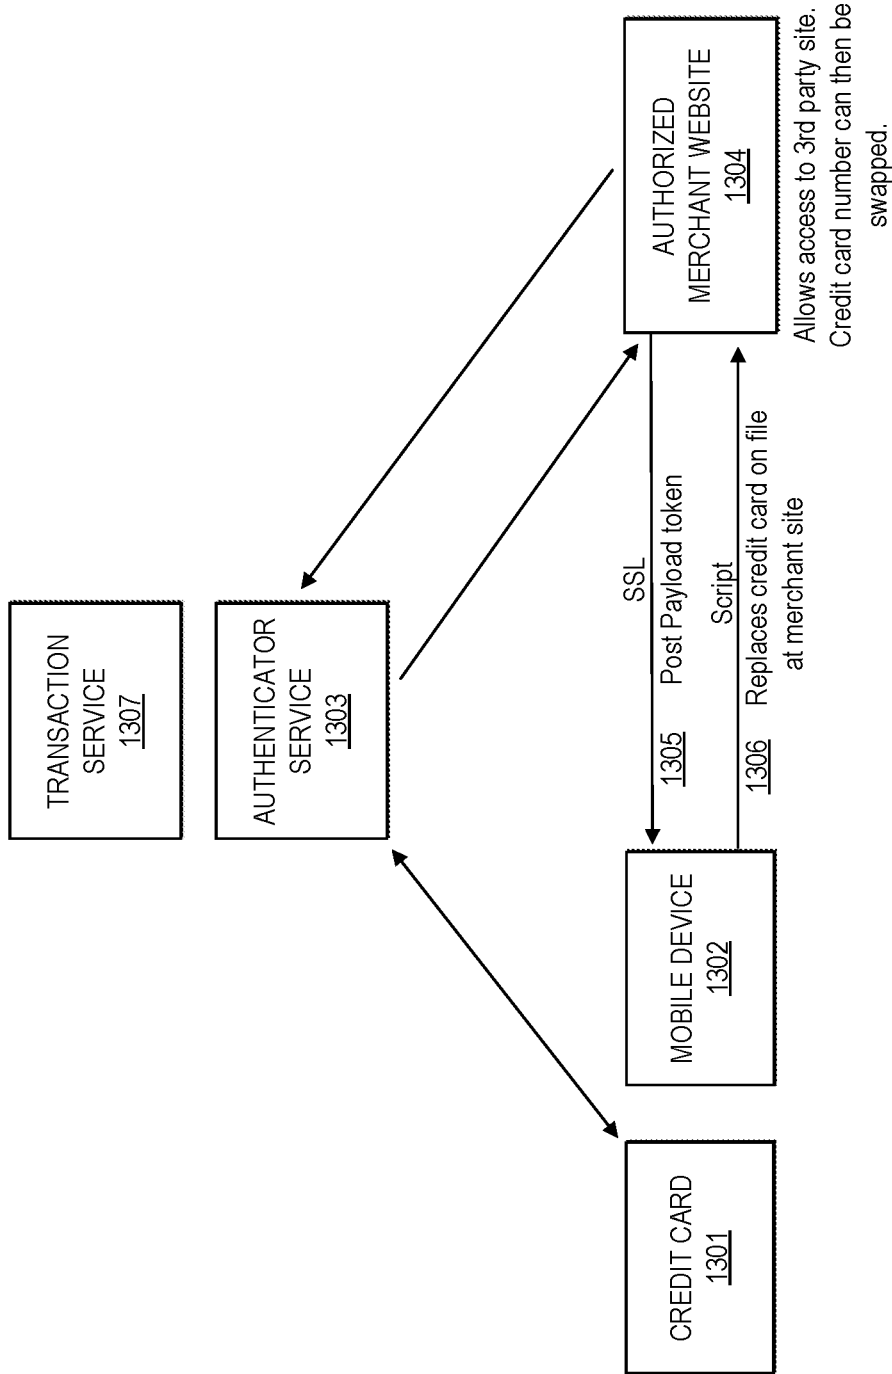 TRANSACTION
SERVICE
1307
AUTHENTICATOR
SERVICE
1303
CREDIT CARD
1301
MOBILE DEVICE
1302
SSL
1305
Post Payload token
Script
1306
Replaces credit card on file
at merchant site
AUTHORIZED
MERCHANT WEBSITE
1304
Allows access to 3rd party site.
Credit card number can then be
swapped.